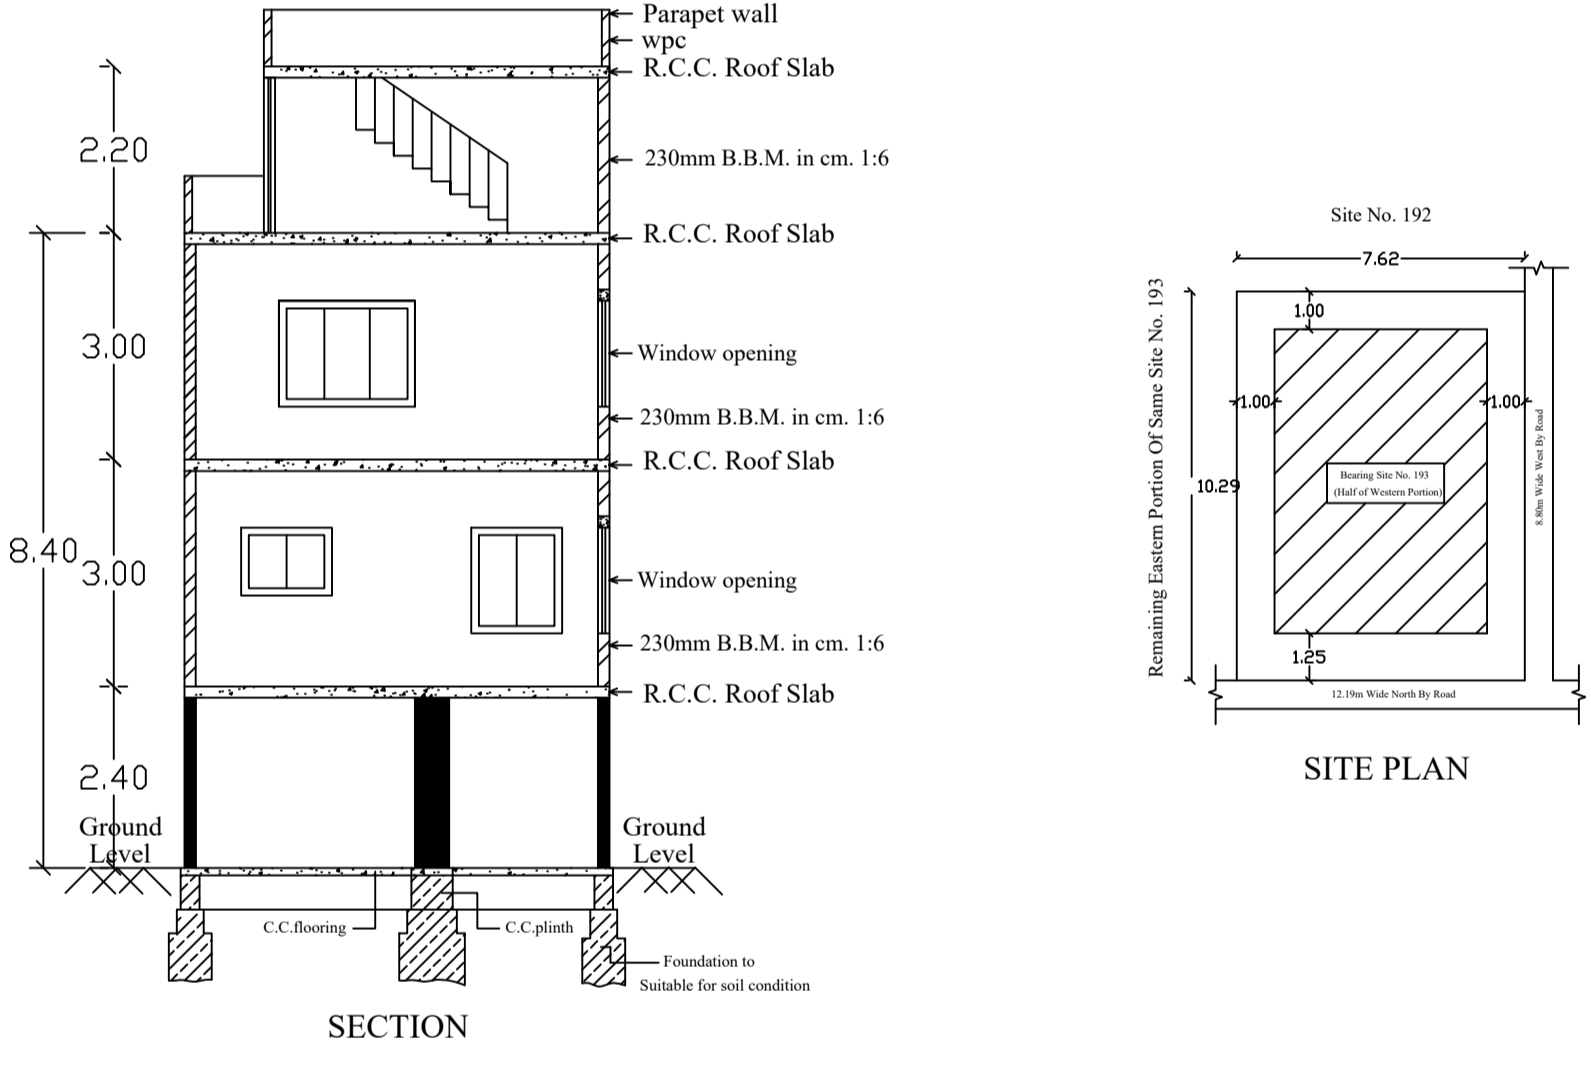 Parapet wall
wpc
R.C.C. Roof Slab
2.20
230mm B.B.M. in cm. 1:6
R.C.C. Roof Slab
3.00
Window opening
230mm B.B.M. in cm. 1:6
R.C.C. Roof Slab
8.40
3.00
Window opening
230mm B.B.M. in cm. 1:6
R.C.C. Roof Slab
2.40
Ground
Level
Ground
Level
C.C.flooring
C.C.plinth
Foundation to
Suitable for soil condition
SECTION
Site No. 192
7.62
Remaining Eastern Portion Of Same Site No. 193
1.00
1.00
1.00
10.29
Bearing Site No. 193
(Half of Western Portion)
8.80m Wide West By Road
1.25
12.19m Wide North By Road
SITE PLAN